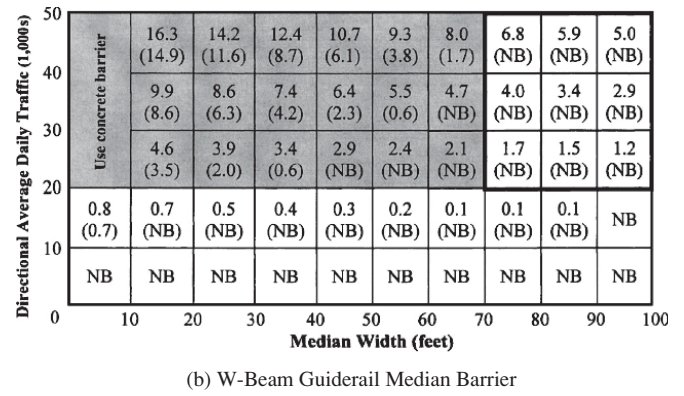 50
16.3 14.2 12.4 10.7 9.3 8.0 6.8 5.9 5.0
(14.9) (11.6) (8.7) (6.1) (3.8) (1.7) (NB) (NB) (NB)
40
9.9 8.6 7.4 6.4 5.5 4.7 4.0 3.4 2.9
(8.6) (6.3) (4.2) (2.3) (0.6) (NB) (NB) (NB) (NB)
30
4.6 3.9 3.4 2.9 2.4 2.1 1.7 1.5 1.2
(3.5) (2.0) (0.6) (NB) (NB) (NB) (NB) (NB) (NB)
Use concrete barrier
20
0.8 0.7 0.5 0.4 0.3 0.2 0.1 0.1 0.1 NB
(0.7) (NB) (NB) (NB) (NB) (NB) (NB) (NB) (NB)
10
NB NB NB NB NB NB NB NB NB NB
0 10 20 30 40 50 60 70 80 90 100
Directional Average Daily Traffic (1,000s)
Median Width (feet)
(b) W-Beam Guiderail Median Barrier